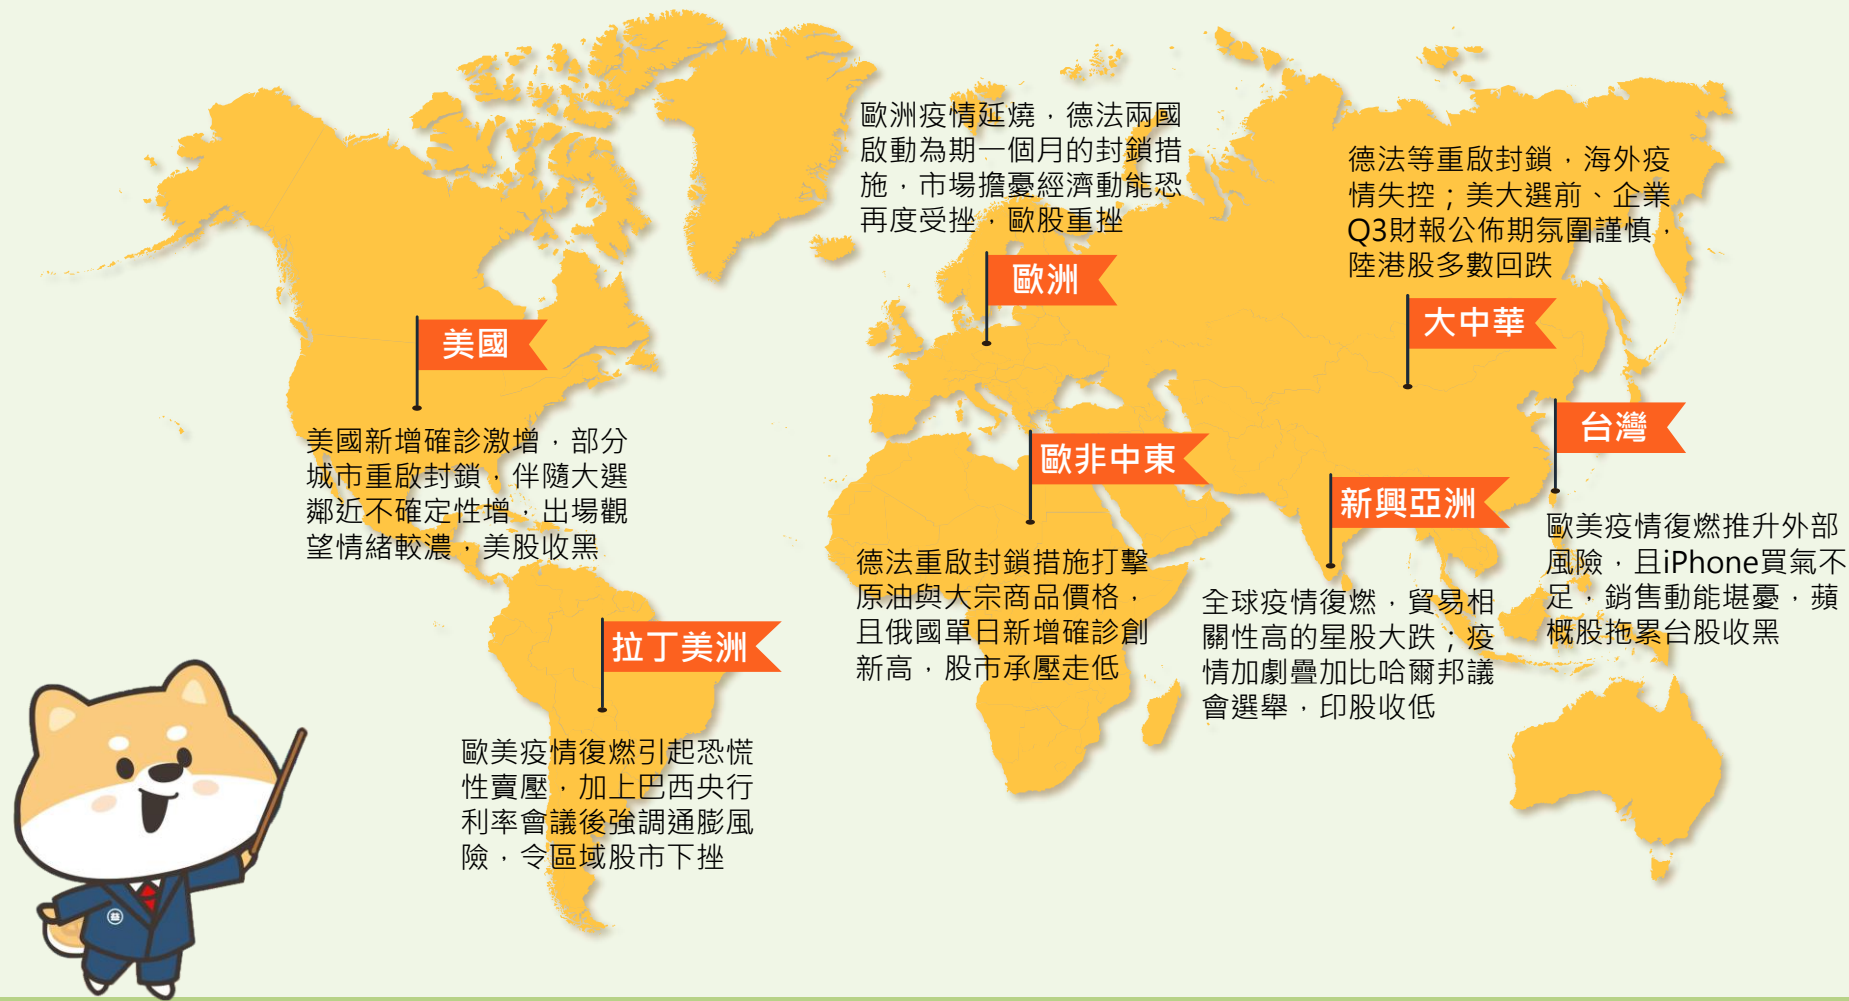 歐洲疫情延燒，德法兩國
啟動為期一個月的封鎖措
施，市場擔憂經濟動能恐
再度受挫，歐股重挫
歐洲
德法等重啟封鎖，海外疫
情失控；美大選前、企業
Q3財報公佈期氛圍謹慎，
陸港股多數回跌
大中華
美國
美國新增確診激增，部分
城市重啟封鎖，伴隨大選
鄰近不確定性增，出場觀
望情緒較濃，美股收黑
歐非中東
德法重啟封鎖措施打擊
原油與大宗商品價格，
且俄國單日新增確診創
新高，股市承壓走低
新興亞洲
全球疫情復燃，貿易相
關性高的星股大跌；疫
情加劇疊加比哈爾邦議
會選舉，印股收低
台灣
歐美疫情復燃推升外部
風險，且iPhone買氣不
足，銷售動能堪憂，蘋
概股拖累台股收黑
拉丁美洲
歐美疫情復燃引起恐慌
性賣壓，加上巴西央行
利率會議後強調通膨風
險，令區域股市下挫